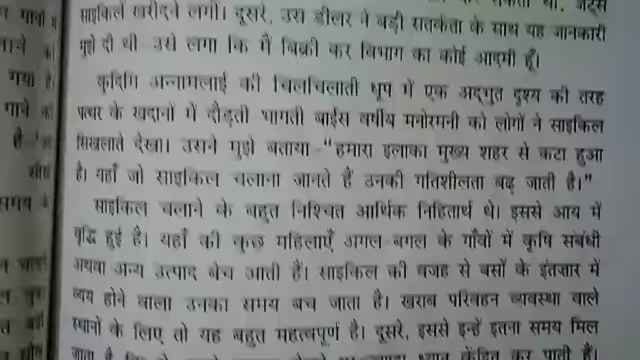 साइकिलें खरीदने लगीं। दूसरे, उस डीलर ने बड़ी सतर्कता के साथ यह जानकारी
मुझे दी थी—उसे लगा कि मैं बिक्री कर विभाग का कोई आदमी हूँ।
कुदिमि अन्नामलाई की चिलचिलाती धूप में एक अद्भुत दृश्य की तरह
पत्थर के खदानों में दौड़ती भागती बाईस वर्षीय मनोरमनी को लोगों ने साइकिल
सिखलाते देखा। उसने मुझे बताया—"हमारा इलाका मुख्य शहर से कटा हुआ
है। यहाँ जो साइकिल चलाना जानते हैं उनकी गतिशीलता बढ़ जाती है।"
साइकिल चलाने के बहुत निश्चित आर्थिक निहितार्थ थे। इससे आय में
वृद्धि हुई है। यहाँ की कुछ महिलाएँ अगल-बगल के गाँवों में कृषि संबंधी
अथवा अन्य उत्पाद बेच आती हैं। साइकिल की वजह से बसों के इंतज़ार में
व्यय होने वाला उनका समय बच जाता है। खराब परिवहन व्यवस्था वाले
स्थानों के लिए तो यह बहुत महत्वपूर्ण है। दूसरे, इससे इन्हें इतना समय मिल
जाता है कि ध्यान केंद्रित कर पाती हैं।